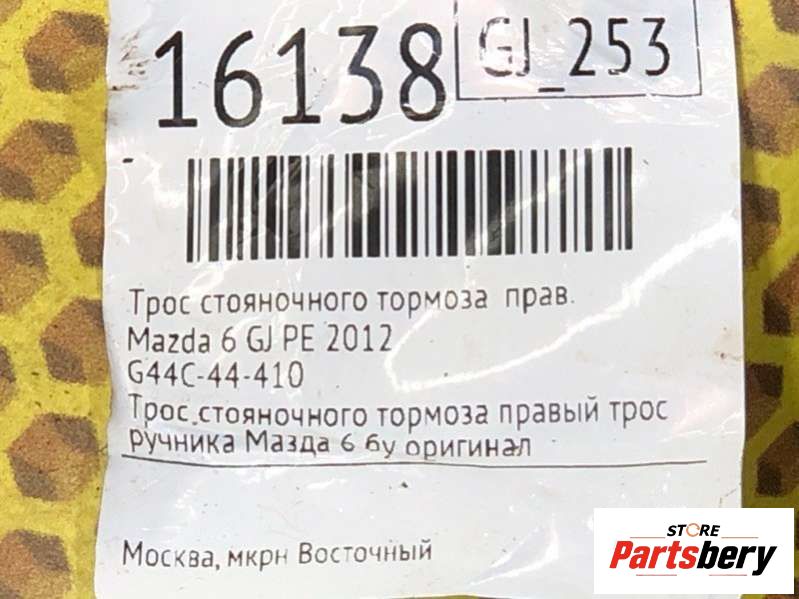 16138
GJ_253
Трос стояночного тормоза прав.
Mazda 6 GJ PE 2012
G44C-44-410
Трос стояночного тормоза правый трос
ручника Мазда 6 бу оригинал
Москва, мкрн Восточный
STORE
Partsbery